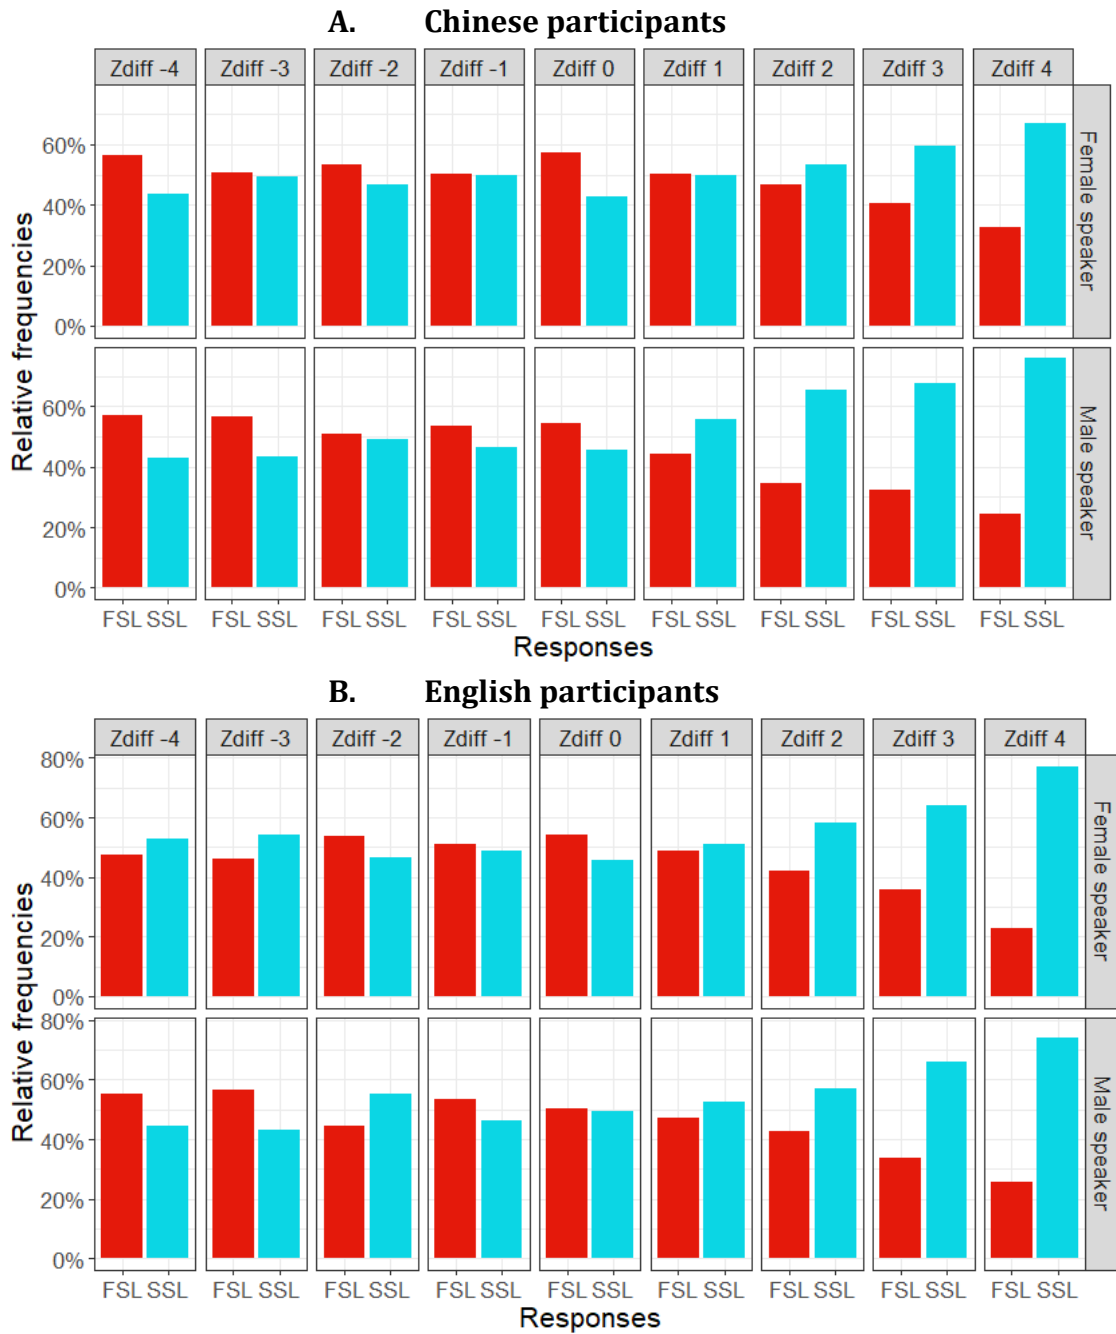 A. Chinese participants
Zdiff -4 Zdiff -3 Zdiff -2 Zdiff -1 Zdiff 0 Zdiff 1 Zdiff 2 Zdiff 3 Zdiff 4
60%
40%
20%
0%
Female speaker
Relative frequencies
60%
40%
20%
0%
Male speaker
FSL SSL FSL SSL FSL SSL FSL SSL FSL SSL FSL SSL FSL SSL FSL SSL FSL SSL
Responses
B. English participants
Zdiff -4 Zdiff -3 Zdiff -2 Zdiff -1 Zdiff 0 Zdiff 1 Zdiff 2 Zdiff 3 Zdiff 4
80%
60%
40%
20%
0%
Female speaker
Relative frequencies
80%
60%
40%
20%
0%
Male speaker
FSL SSL FSL SSL FSL SSL FSL SSL FSL SSL FSL SSL FSL SSL FSL SSL FSL SSL
Responses